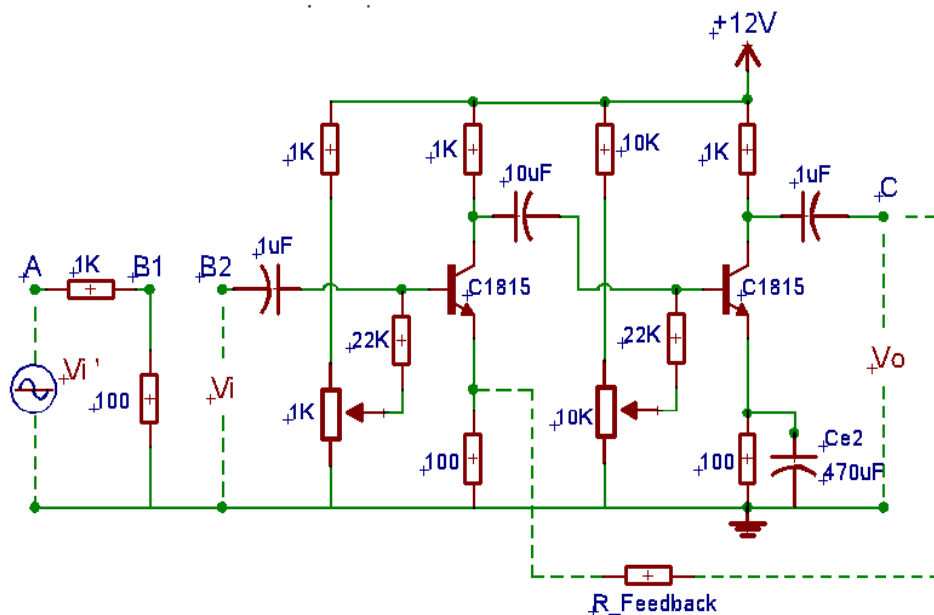 +12V
1K
1K
10K
1K
10uF
1uF
C
A
1K
B1
B2
1uF
C1815
C1815
22K
22K
Vi'
100
Vi
1K
10K
Vo
100
100
Ce2
470uF
R_Feedback